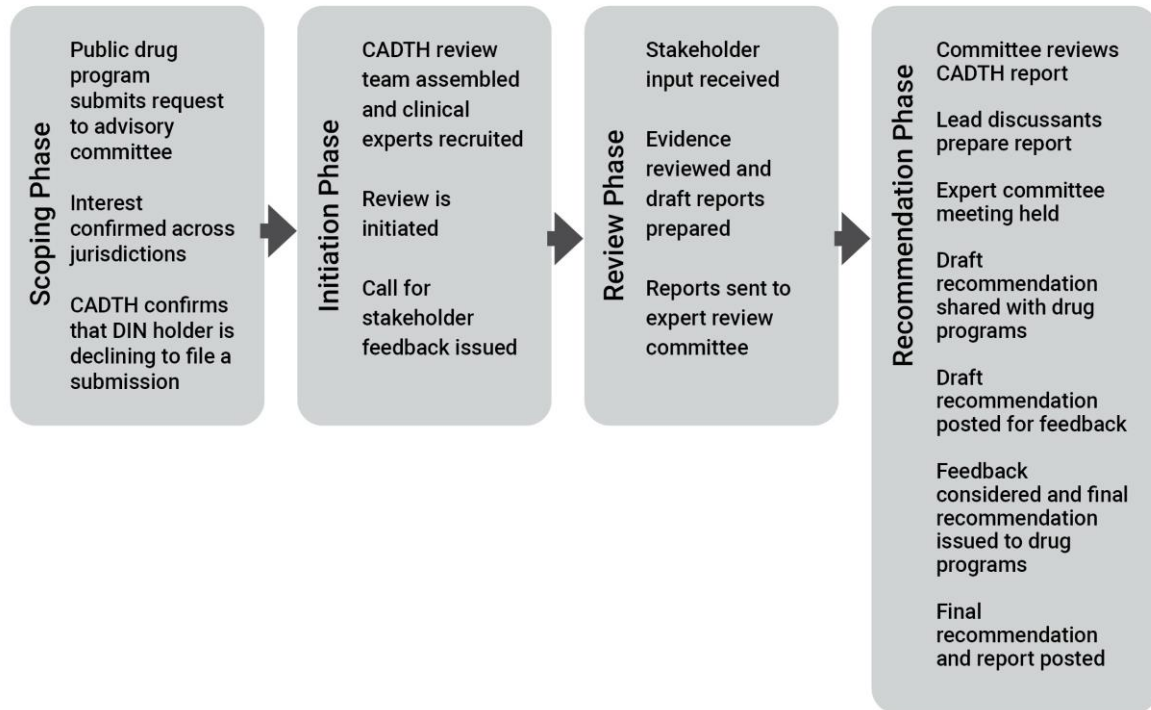 Scoping Phase
Public drug
program
submits request
to advisory
committee
Interest
confirmed across
jurisdictions
CADTH confirms
that DIN holder is
declining to file a
submission
Initiation Phase
CADTH review
team assembled
and clinical
experts recruited
Review is
initiated
Call for
stakeholder
feedback issued
Review Phase
Stakeholder
input received
Evidence
reviewed and
draft reports
prepared
Reports sent to
expert review
committee
Recommendation Phase
Committee reviews
CADTH report
Lead discussants
prepare report
Expert committee
meeting held
Draft
recommendation
shared with drug
programs
Draft
recommendation
posted for feedback
Feedback
considered and final
recommendation
issued to drug
programs
Final
recommendation
and report posted